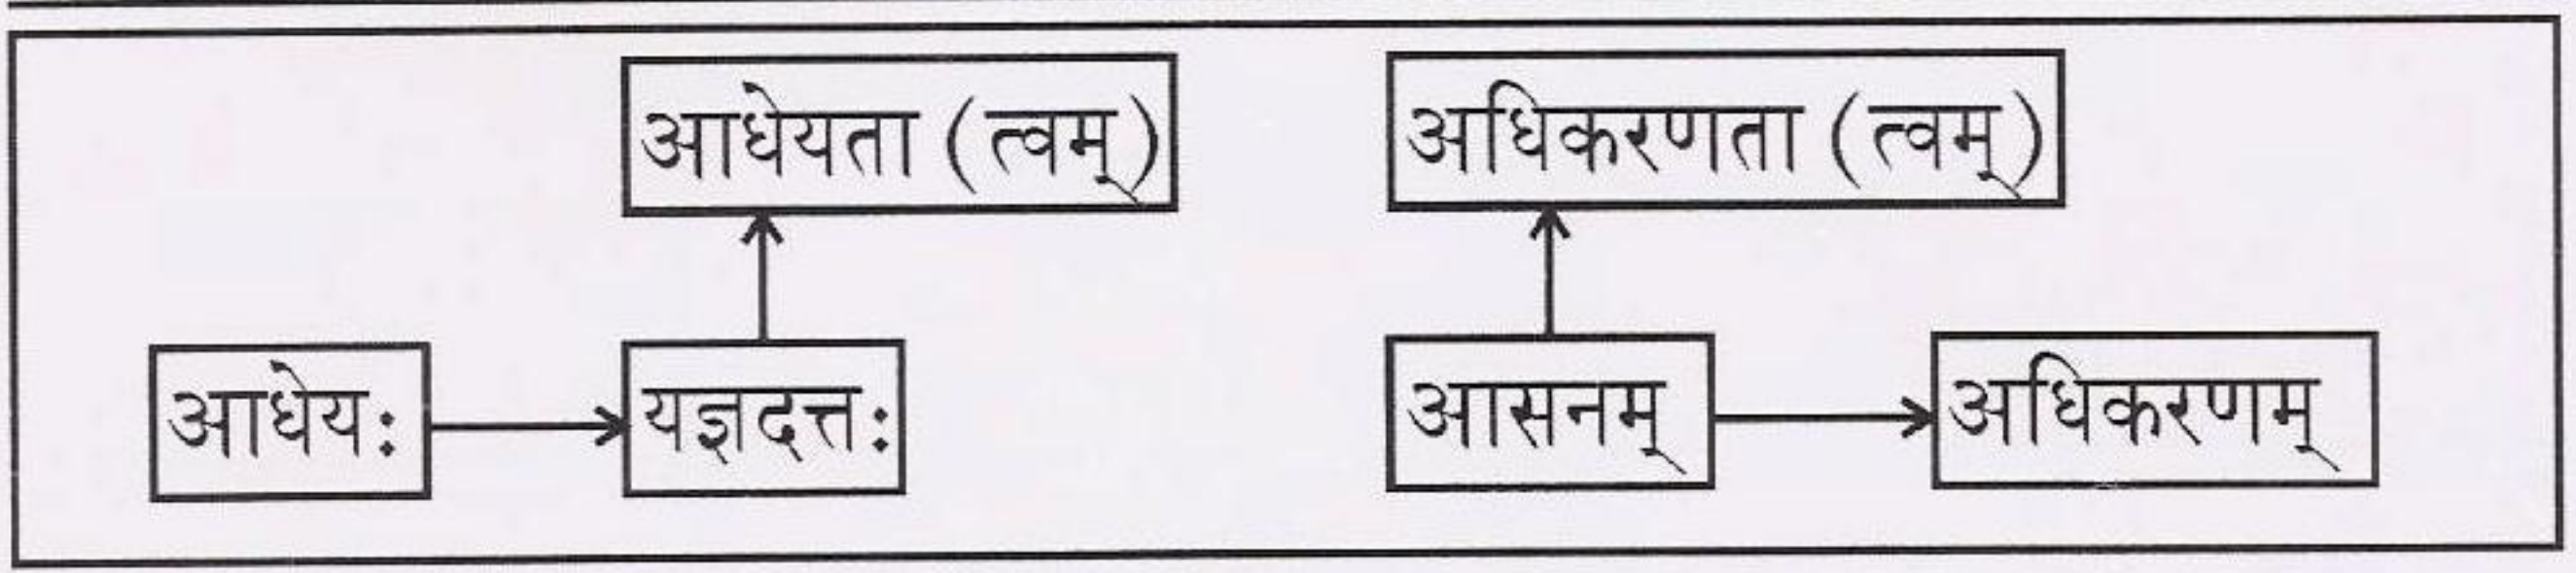 आधेयता (त्वम्) अधिकरणता (त्वम्)
आधेयः यज्ञदत्तः आसनम् अधिकरणम्